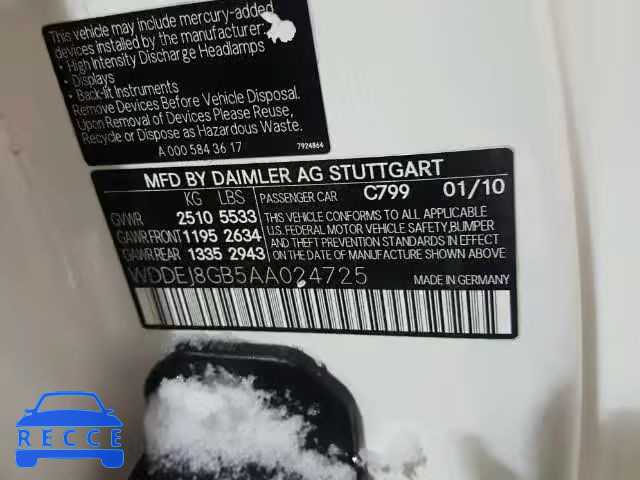 This vehicle may include mercury-added
devices installed by the manufacturer:
• High Intensity Discharge Headlamps
• Displays
• Back-lit Instruments
Remove Devices Before Vehicle Disposal.
Upon Removal of Devices Please Reuse,
Recycle or Dispose as Hazardous Waste.
A 000 584 36 17 7924864
MFD BY DAIMLER AG STUTTGART
KG LBS PASSENGER CAR C799 01/10
GVWR 2510 5533
GAWR FRONT 1195 2634
GAWR REAR 1335 2943
THIS VEHICLE CONFORMS TO ALL APPLICABLE
U.S. FEDERAL MOTOR VEHICLE SAFETY, BUMPER
AND THEFT PREVENTION STANDARDS IN EFFECT
ON THE DATE OF MANUFACTURE SHOWN ABOVE
WDDEJ8GB5AA024725 MADE IN GERMANY
RECCE